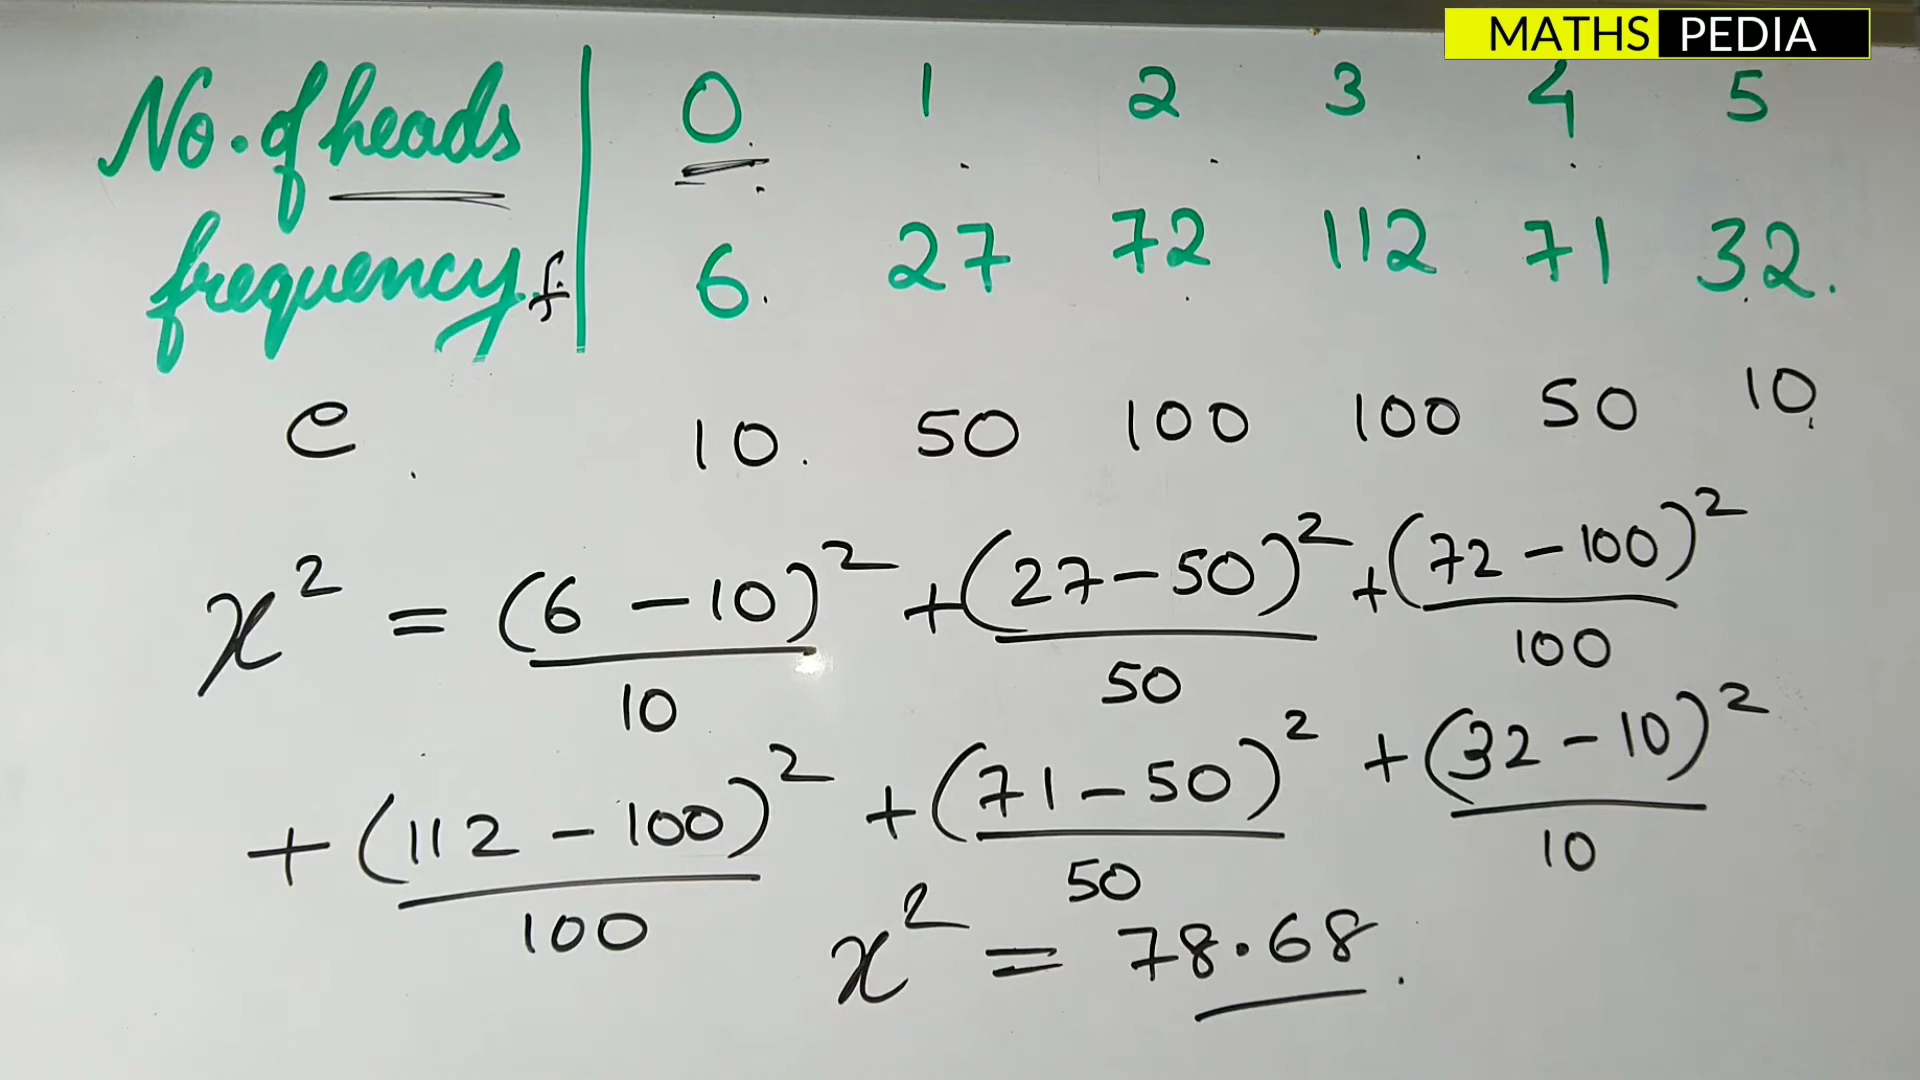 MATHS PEDIA
No. of heads | 0 1 2 3 4 5
frequency f | 6. 27 72 112 71 32.
e 10. 50 100 100 50 10
x² = (6 - 10)²/10 + (27 - 50)²/50 + (72 - 100)²/100
+ (112 - 100)²/100 + (71 - 50)²/50 + (32 - 10)²/10
x² = 78.68.